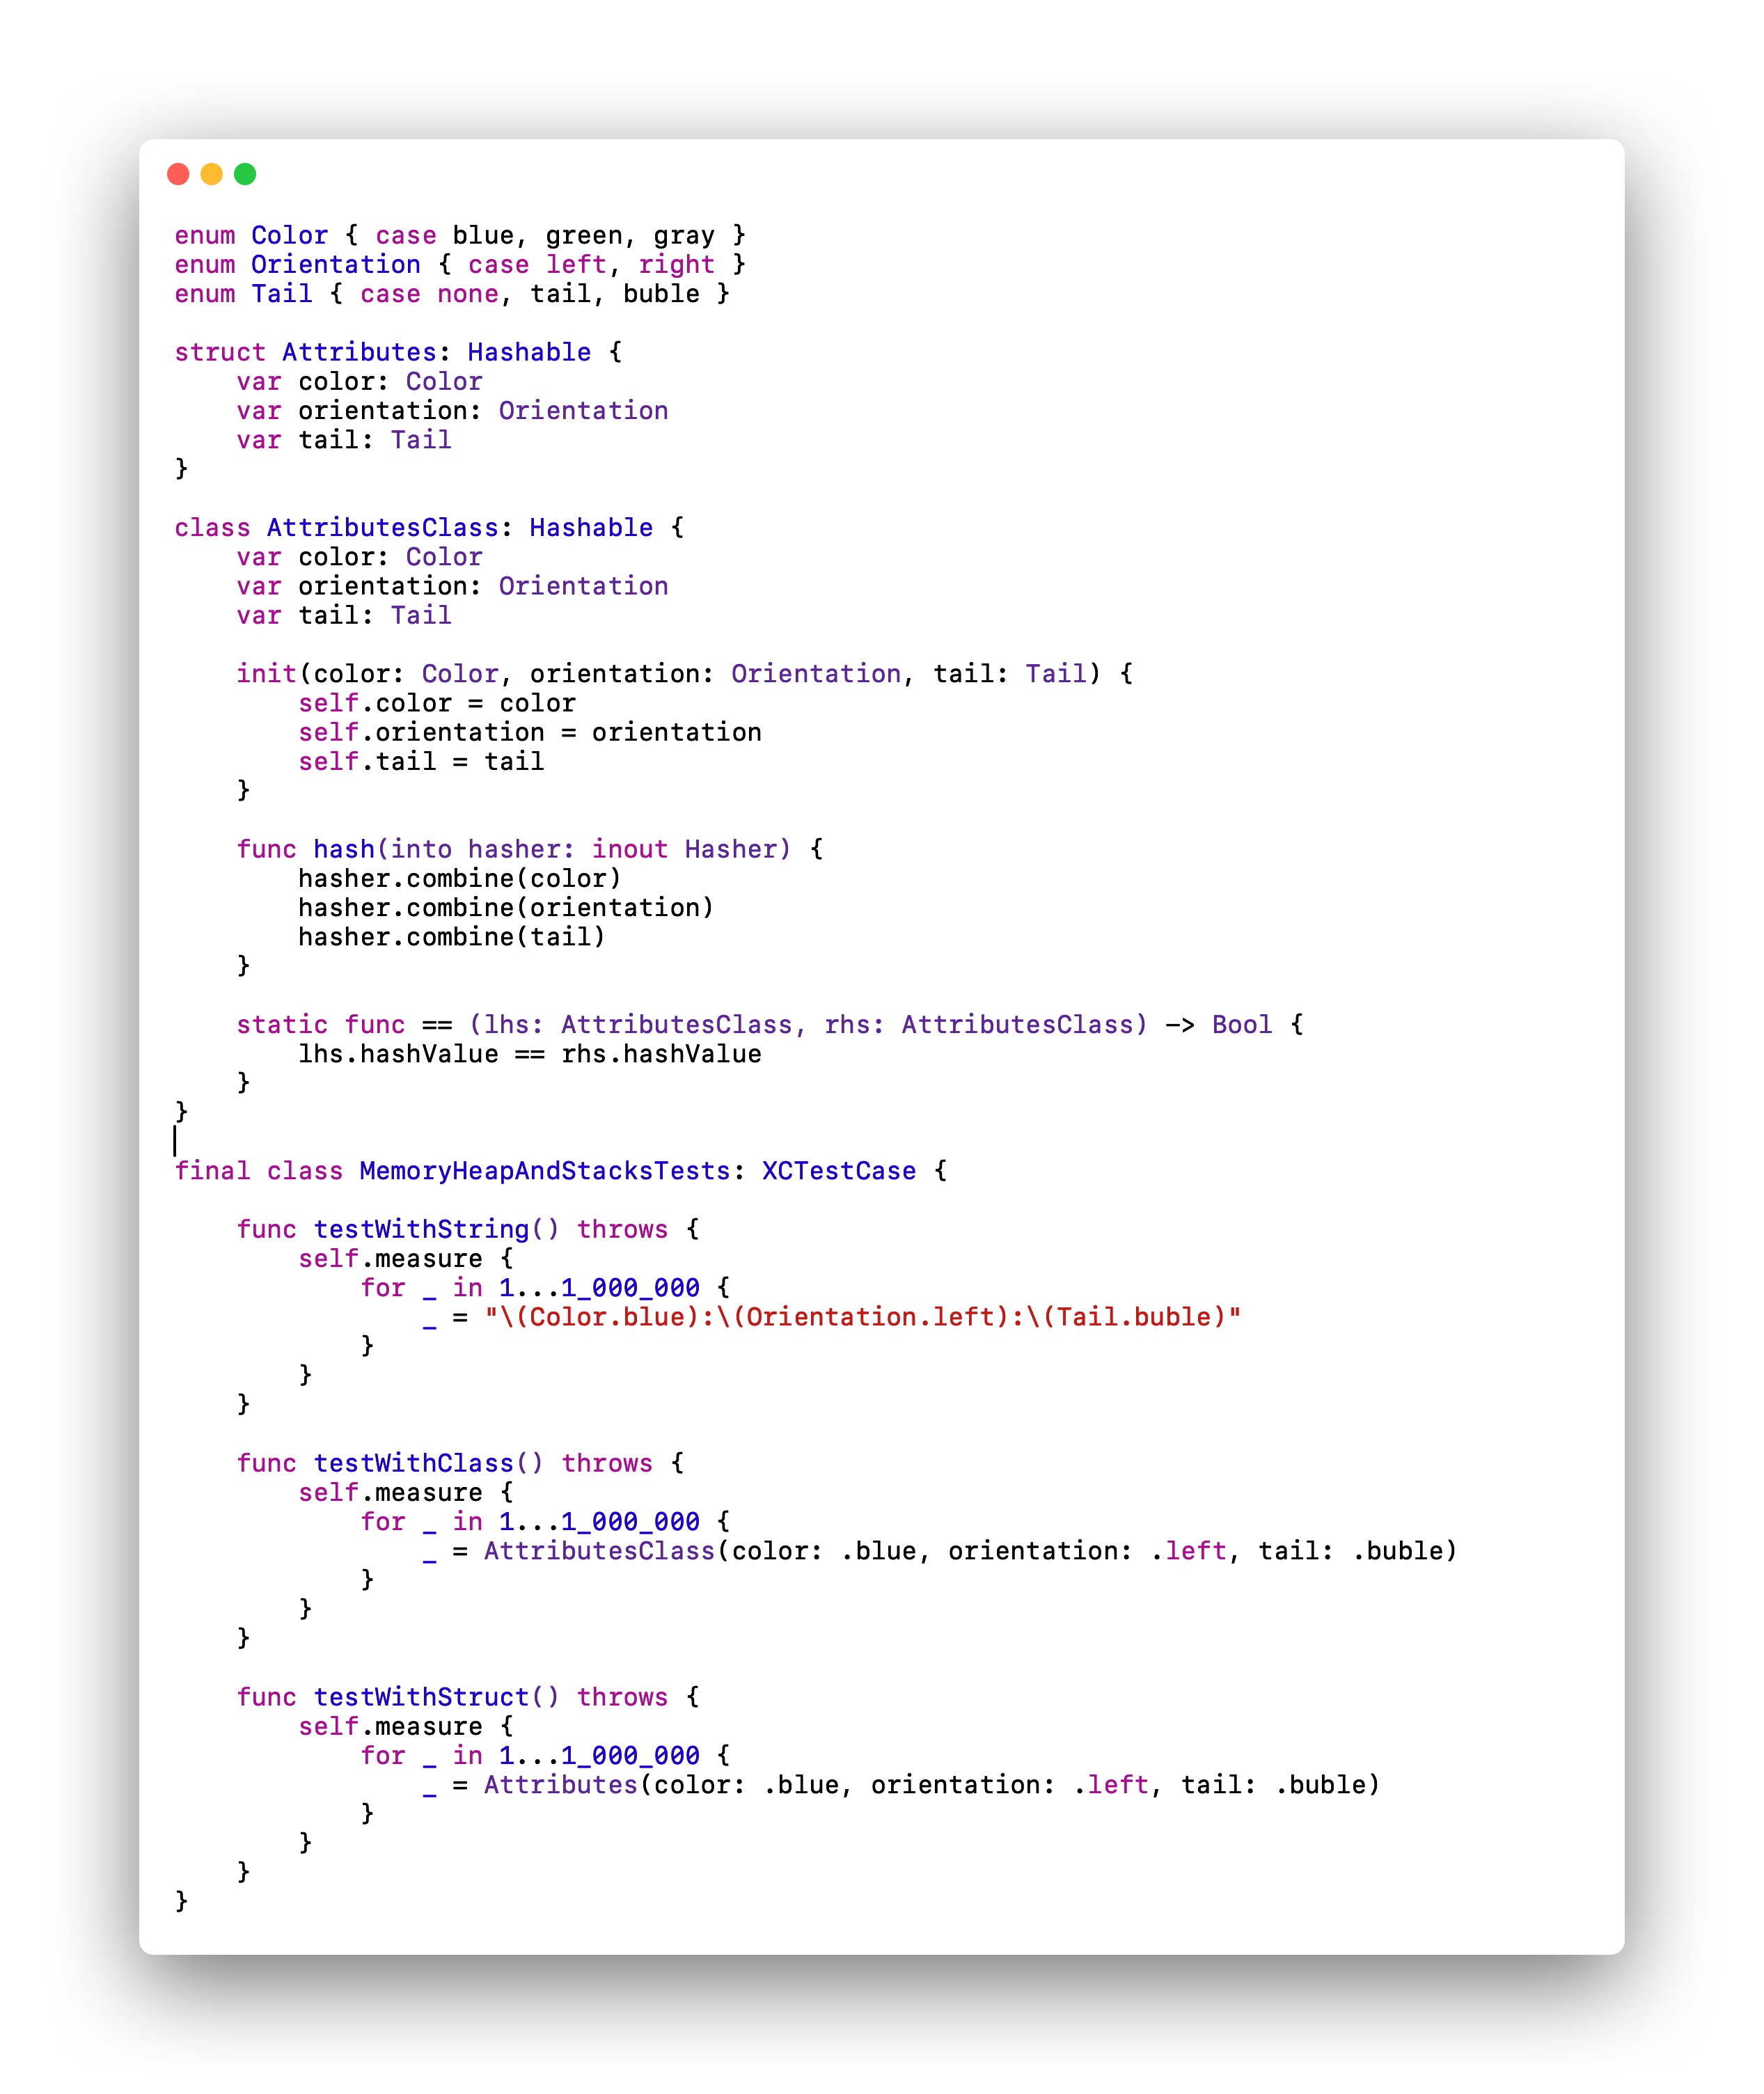 enum Color { case blue, green, gray }
enum Orientation { case left, right }
enum Tail { case none, tail, buble }

struct Attributes: Hashable {
    var color: Color
    var orientation: Orientation
    var tail: Tail
}

class AttributesClass: Hashable {
    var color: Color
    var orientation: Orientation
    var tail: Tail

    init(color: Color, orientation: Orientation, tail: Tail) {
        self.color = color
        self.orientation = orientation
        self.tail = tail
    }

    func hash(into hasher: inout Hasher) {
        hasher.combine(color)
        hasher.combine(orientation)
        hasher.combine(tail)
    }

    static func == (lhs: AttributesClass, rhs: AttributesClass) -> Bool {
        lhs.hashValue == rhs.hashValue
    }
}

final class MemoryHeapAndStacksTests: XCTestCase {

    func testWithString() throws {
        self.measure {
            for _ in 1...1_000_000 {
                _ = "\(Color.blue):\(Orientation.left):\(Tail.buble)"
            }
        }
    }

    func testWithClass() throws {
        self.measure {
            for _ in 1...1_000_000 {
                _ = AttributesClass(color: .blue, orientation: .left, tail: .buble)
            }
        }
    }

    func testWithStruct() throws {
        self.measure {
            for _ in 1...1_000_000 {
                _ = Attributes(color: .blue, orientation: .left, tail: .buble)
            }
        }
    }
}